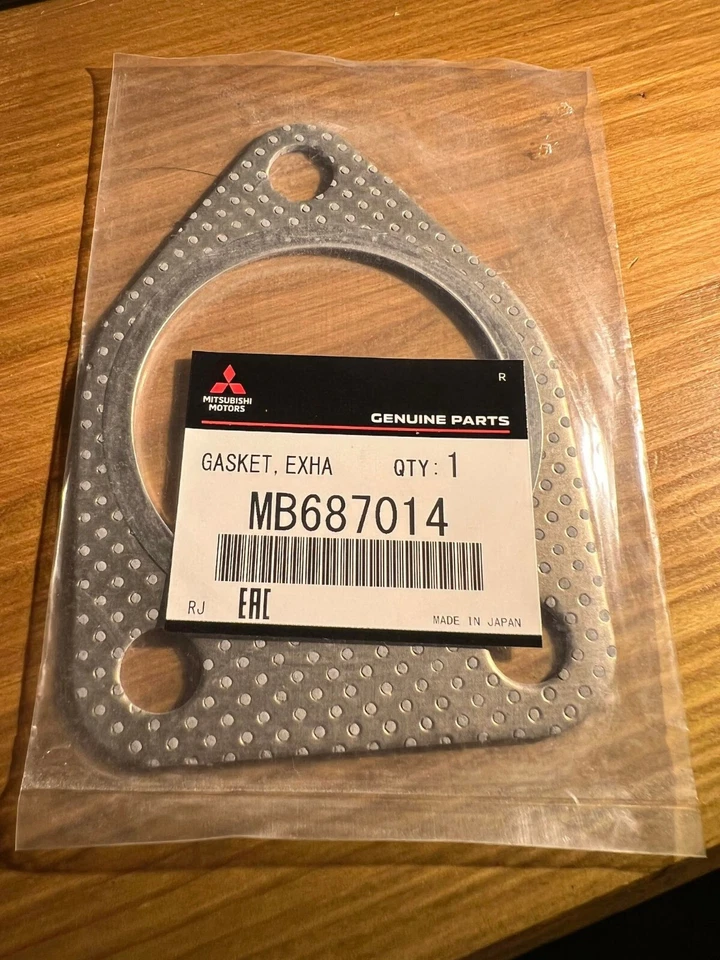 R
MITSUBISHI
MOTORS
GENUINE PARTS
GASKET, EXHA QTY: 1
MB687014
RJ EAC MADE IN JAPAN